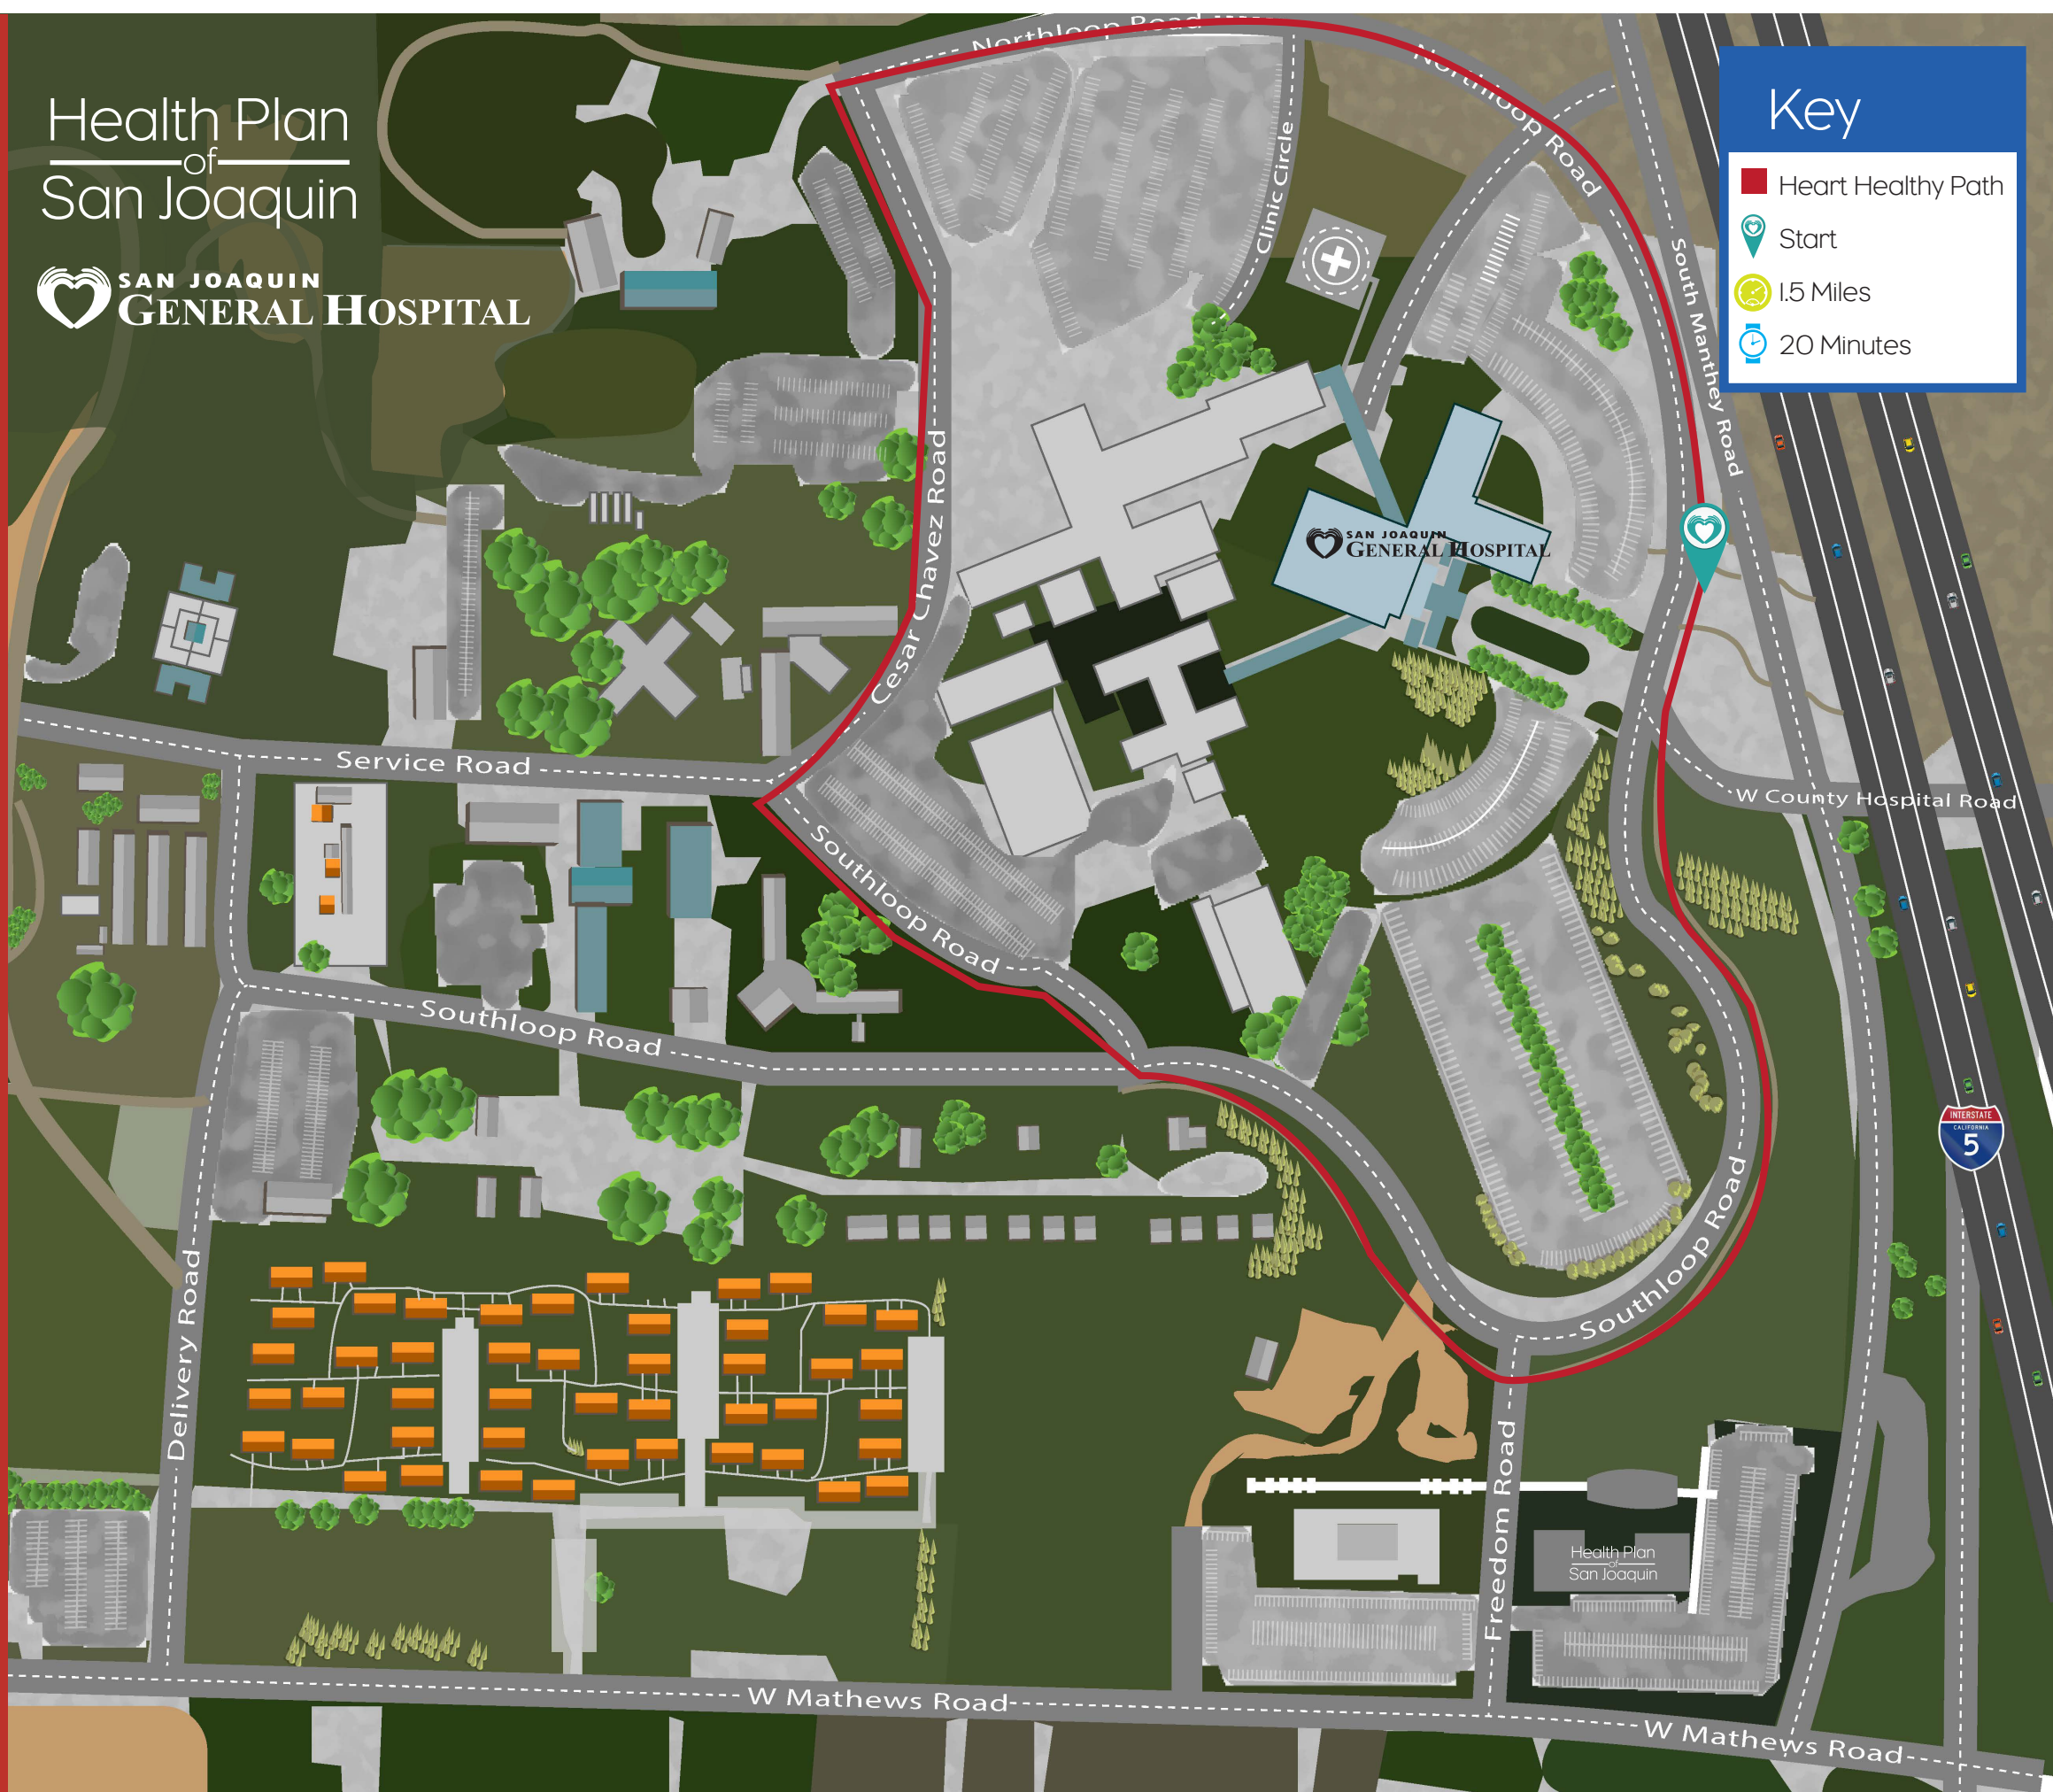 Health Plan
of
San Joaquin
SAN JOAQUIN
GENERAL HOSPITAL
Northloop Road
Northloop Road
Clinic Circle
South Manthey Road
Key
Heart Healthy Path
Start
1.5 Miles
20 Minutes
Cesar Chavez Road
SAN JOAQUIN
GENERAL HOSPITAL
Service Road
W County Hospital Road
Southloop Road
Southloop Road
Southloop Road
INTERSTATE
CALIFORNIA
5
Delivery Road
Freedom Road
Health Plan
of
San Joaquin
W Mathews Road
W Mathews Road